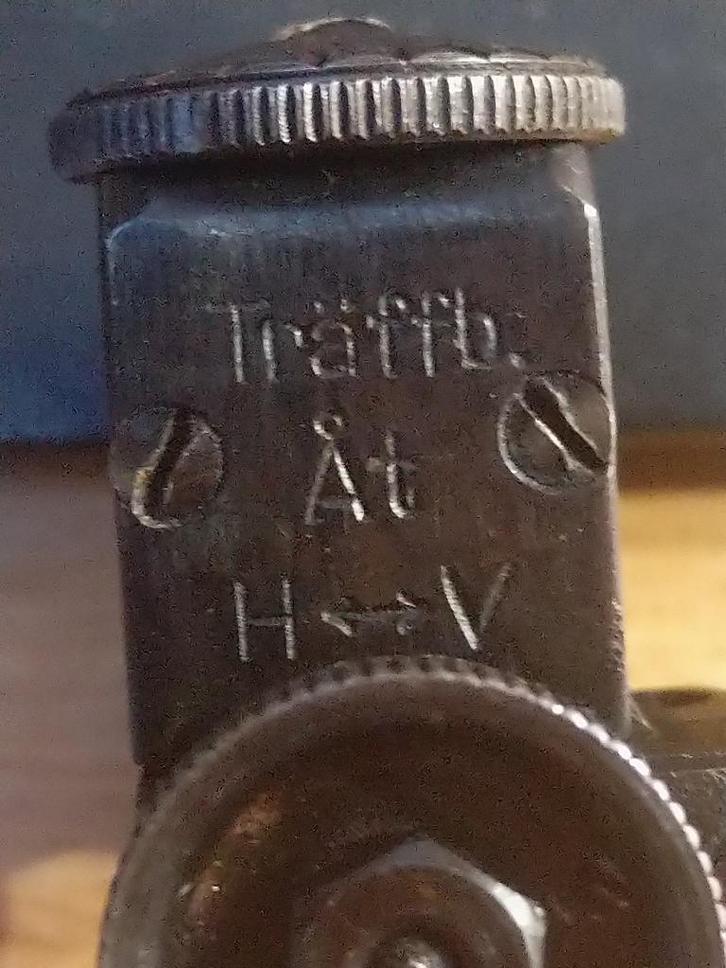 Träffb.
Åt
H ↔ V